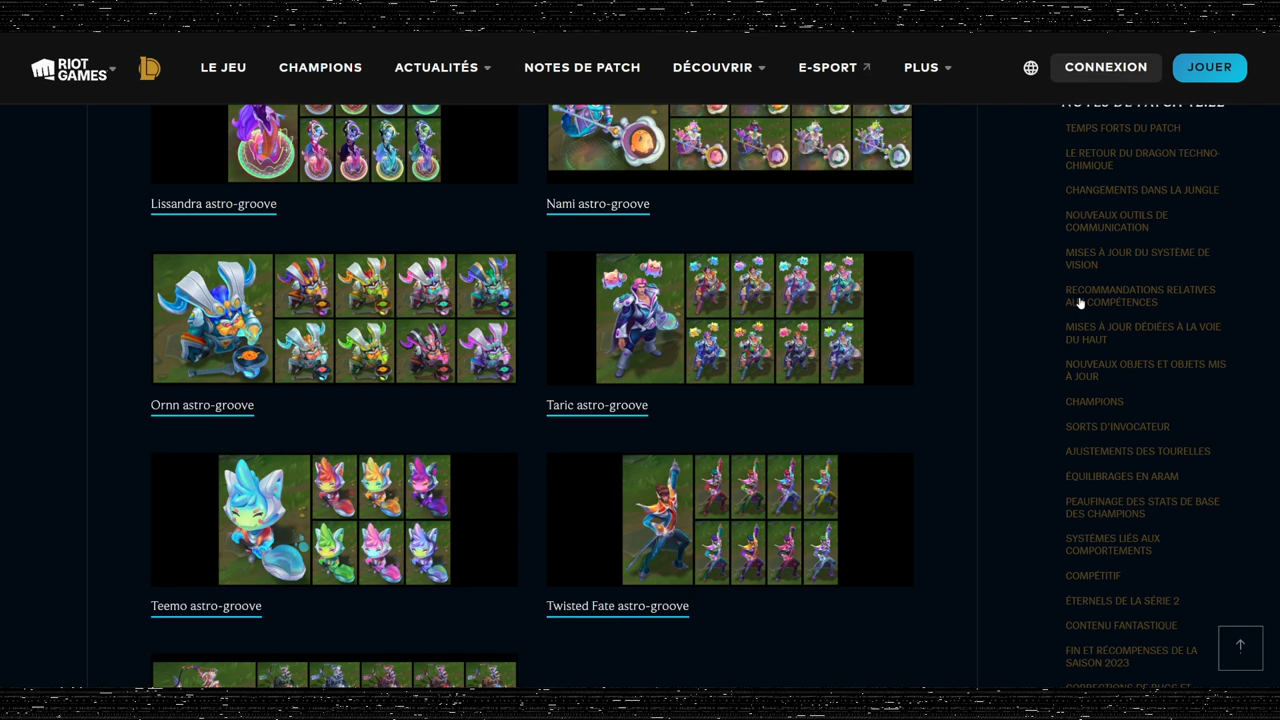 RIOT
GAMES
LE JEU
CHAMPIONS
ACTUALITÉS
NOTES DE PATCH
DÉCOUVRIR
E-SPORT
PLUS
CONNEXION
JOUER
Lissandra astro-groove
Nami astro-groove
Ornn astro-groove
Taric astro-groove
Teemo astro-groove
Twisted Fate astro-groove
TEMPS FORTS DU PATCH
LE RETOUR DU DRAGON TECHNO-
CHIMIQUE
CHANGEMENTS DANS LA JUNGLE
NOUVEAUX OUTILS DE
COMMUNICATION
MISES À JOUR DU SYSTÈME DE
VISION
RECOMMANDATIONS RELATIVES
AUX COMPÉTENCES
MISES À JOUR DÉDIÉES À LA VOIE
DU HAUT
NOUVEAUX OBJETS ET OBJETS MIS
À JOUR
CHAMPIONS
SORTS D'INVOCATEUR
AJUSTEMENTS DES TOURELLES
ÉQUILIBRAGES EN ARAM
PEAUFINAGE DES STATS DE BASE
DES CHAMPIONS
SYSTÈMES LIÉS AUX
COMPORTEMENTS
COMPÉTITIF
ÉTERNELS DE LA SÉRIE 2
CONTENU FANTASTIQUE
FIN ET RÉCOMPENSES DE LA
SAISON 2023